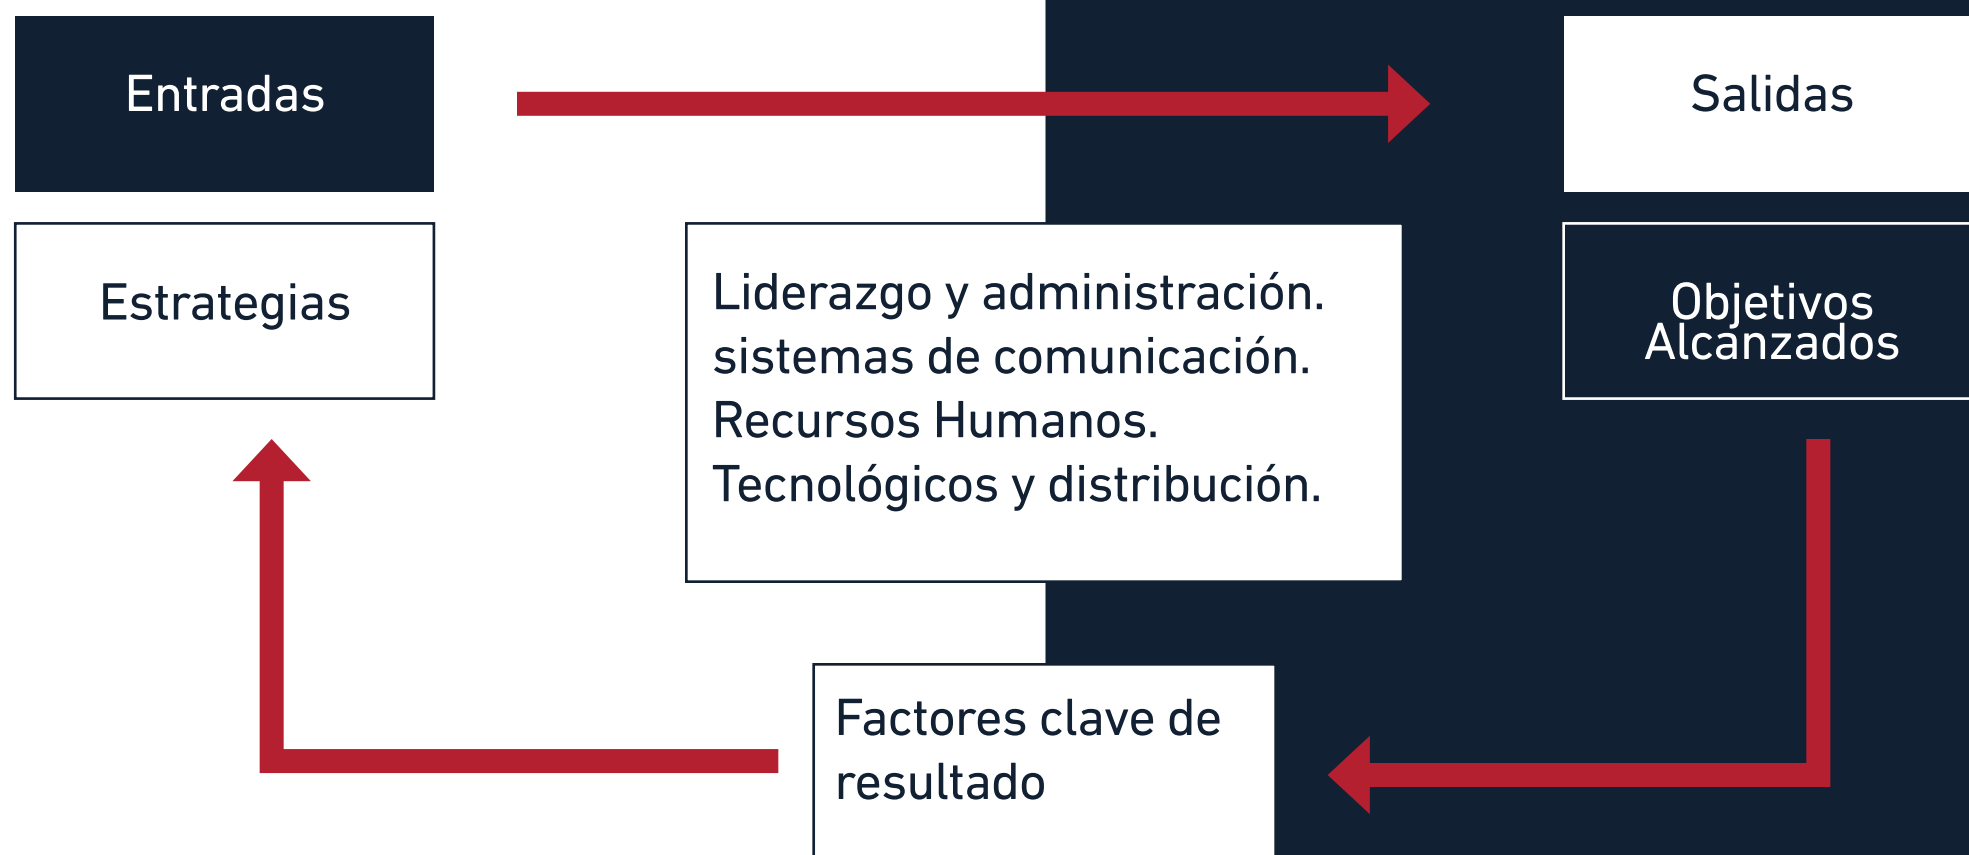 Entradas
Salidas
Estrategias
Liderazgo y administración.
sistemas de comunicación.
Recursos Humanos.
Tecnológicos y distribución.
Objetivos
Alcanzados
Factores clave de
resultado